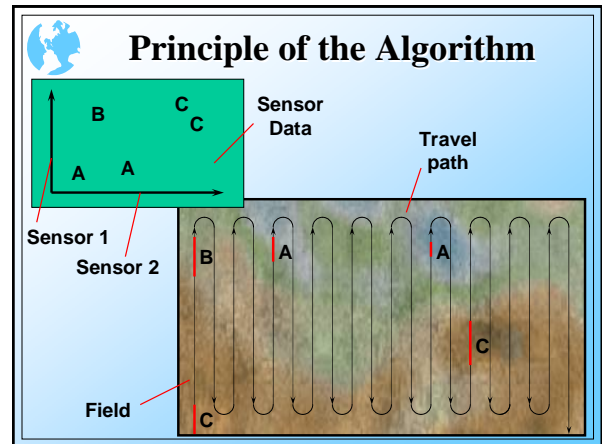 Principle of the Algorithm
B
C
C
A
A
Sensor
Data
Sensor 1
Sensor 2
Travel
path
B
A
A
C
Field
C